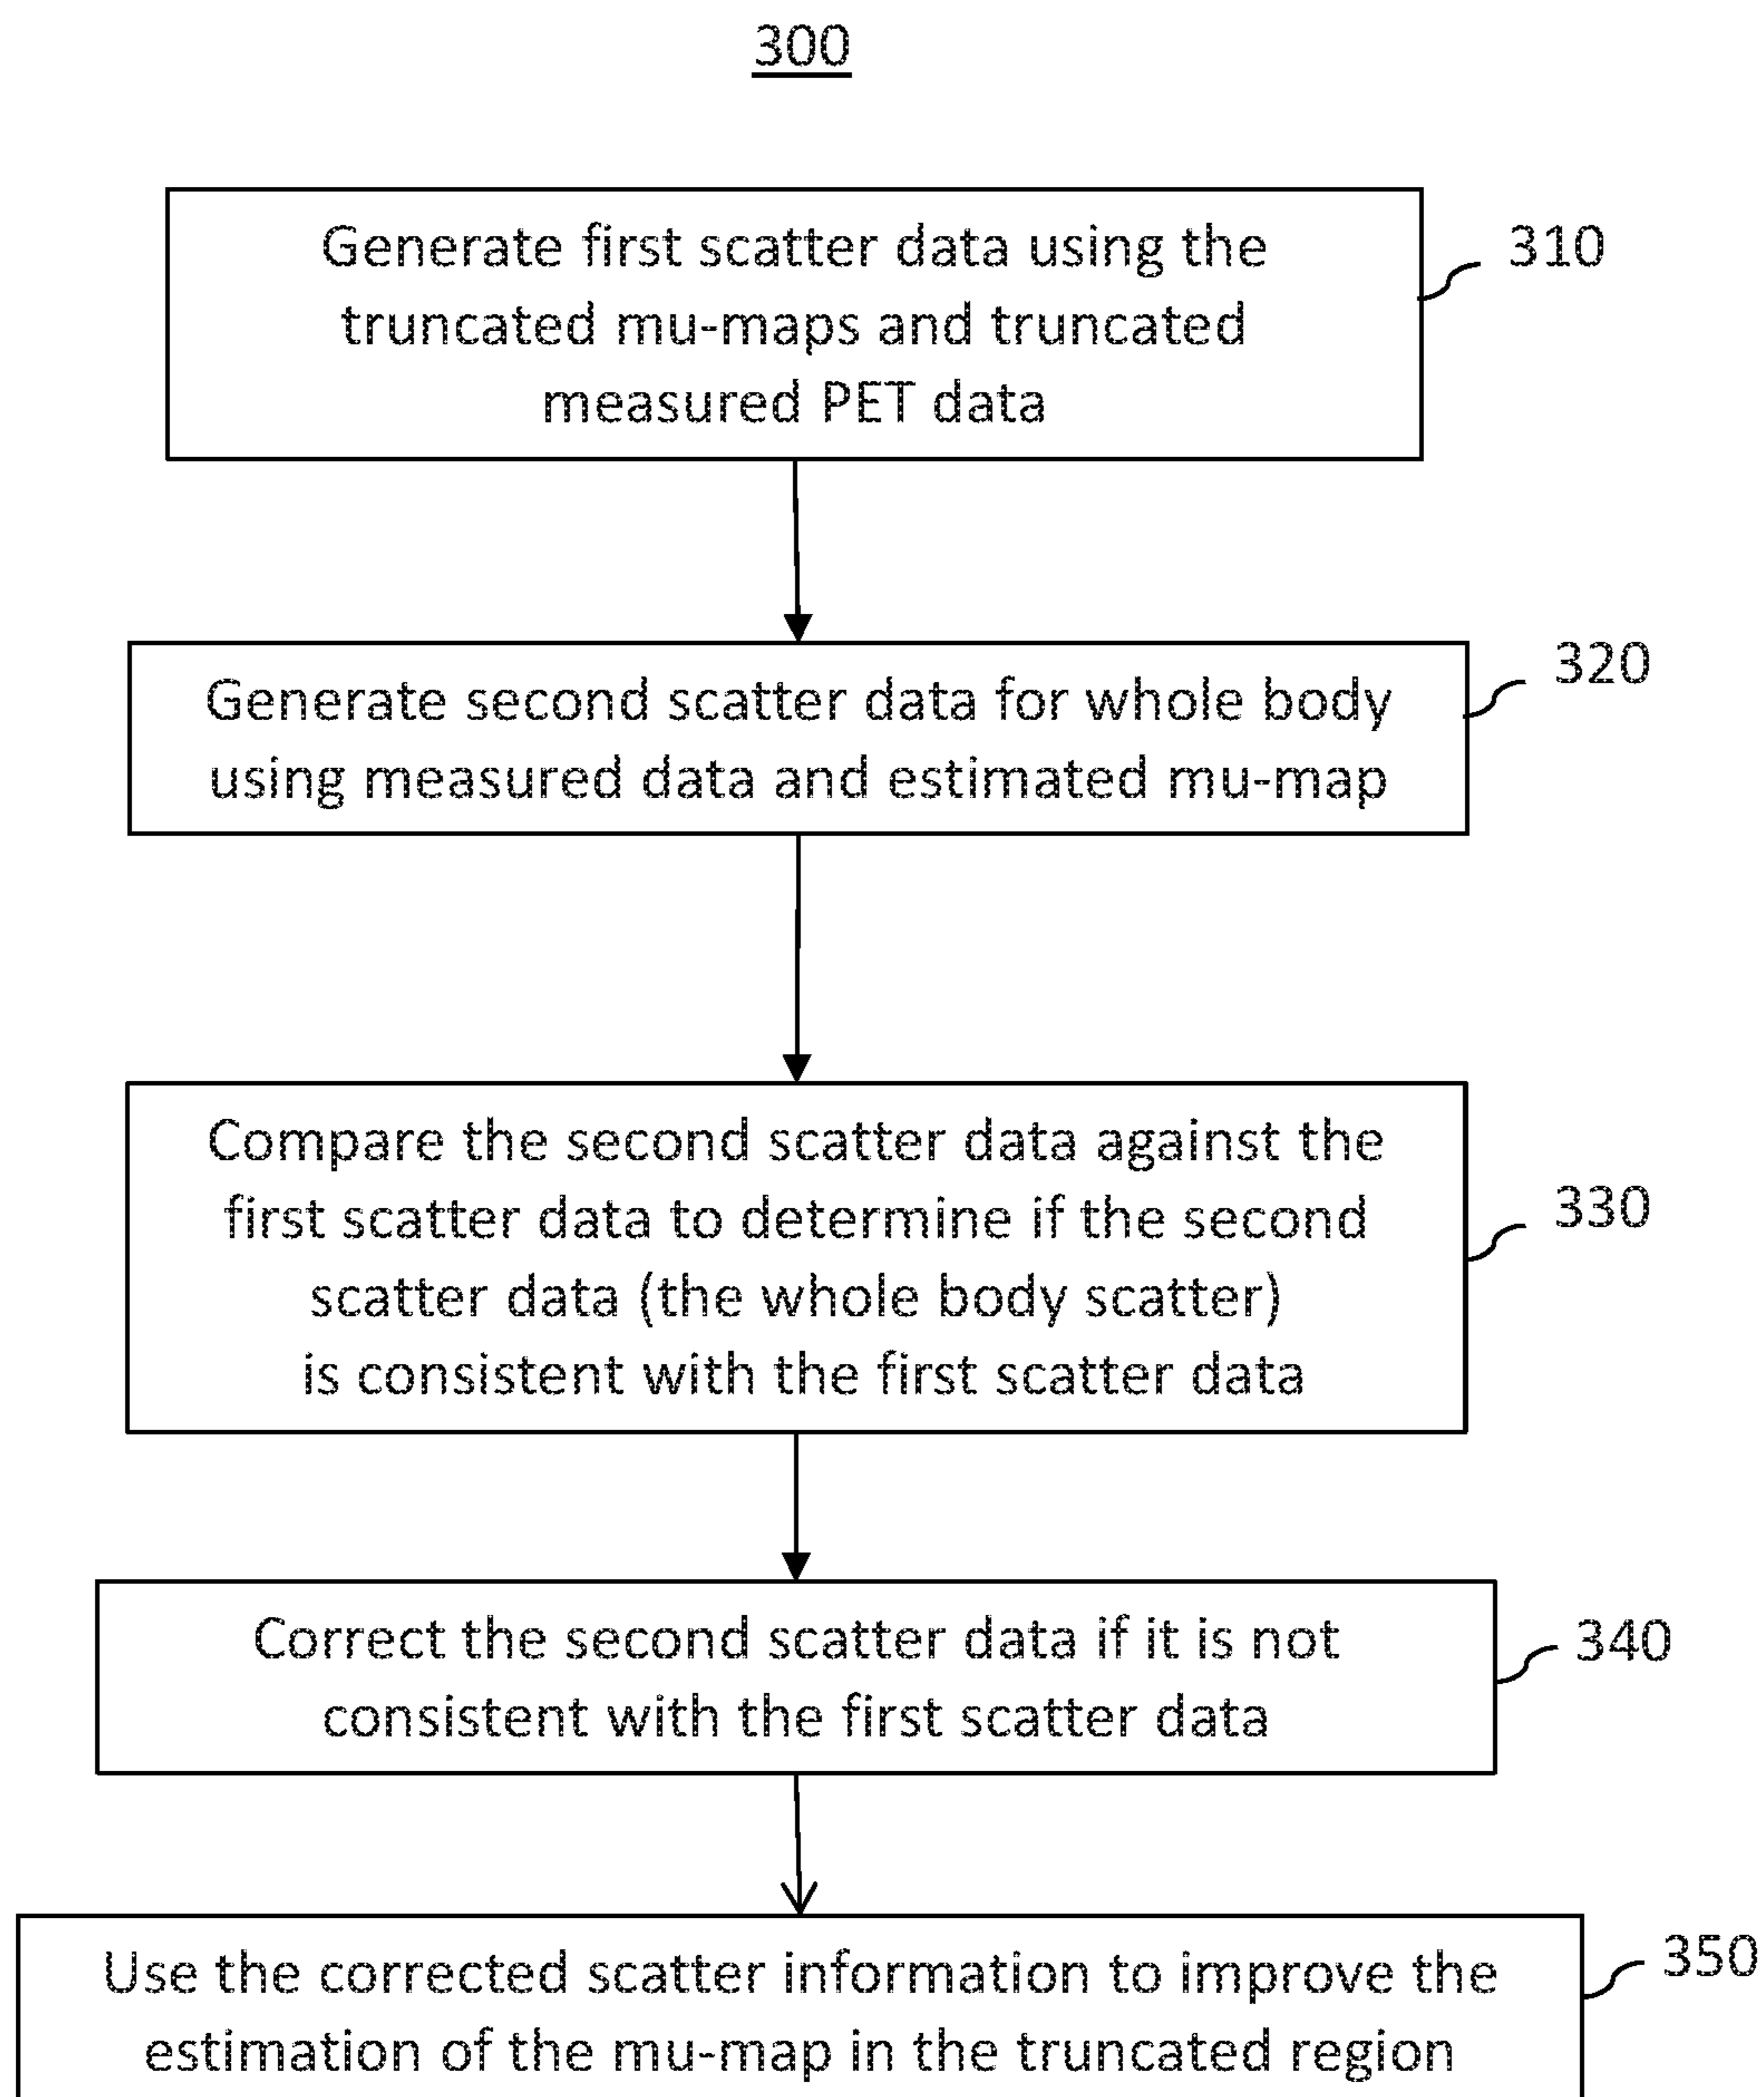 300
Generate first scatter data using the
truncated mu-maps and truncated
measured PET data
310
Generate second scatter data for whole body
using measured data and estimated mu-map
320
Compare the second scatter data against the
first scatter data to determine if the second
scatter data (the whole body scatter)
is consistent with the first scatter data
330
Correct the second scatter data if it is not
consistent with the first scatter data
340
Use the corrected scatter information to improve the
estimation of the mu-map in the truncated region
350